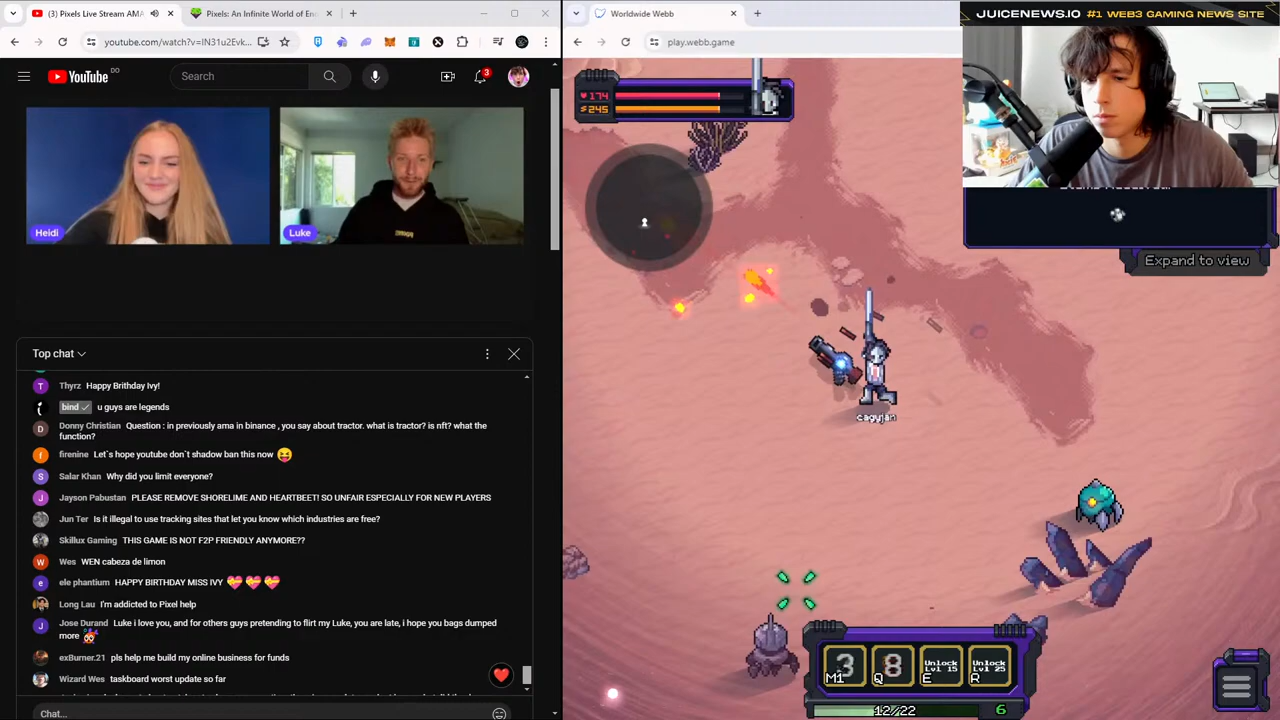 (3) Pixels Live Stream AMA
Pixels: An Infinite World of En
Worldwide Webb
youtube.com/watch?v=IN31u2Evk...
play.webb.game
JUICENEWS.IO #1 WEB3 GAMING NEWS SITE
YouTube DO
Search
3
174
245
Heidi
Luke
Expand to view
Top chat
Thyrz Happy Birthday Ivy!
bind u guys are legends
Donny Christian Question : in previously ama in binance , you say about tractor. what is tractor? is nft? what the
function?
firenine Let`s hope youtube don`t shadow ban this now
Salar Khan Why did you limit everyone?
Jayson Pabustan PLEASE REMOVE SHORELIME AND HEARTBEET! SO UNFAIR ESPECIALLY FOR NEW PLAYERS
Jun Ter Is it illegal to use tracking sites that let you know which industries are free?
Skillux Gaming THIS GAME IS NOT F2P FRIENDLY ANYMORE??
Wes WEN cabeza de limon
ele phantium HAPPY BIRTHDAY MISS IVY
Long Lau I'm addicted to Pixel help
Jose Durand Luke i love you, and for others guys pretending to flirt my Luke, you are late, i hope you bags dumped
more
exBurner.21 pls help me build my online business for funds
Wizard Wes taskboard worst update so far
Chat...
cagyjan
3 M1
8 Q
Unlock Lvl 15 E
Unlock Lvl 25 R
12/22
6